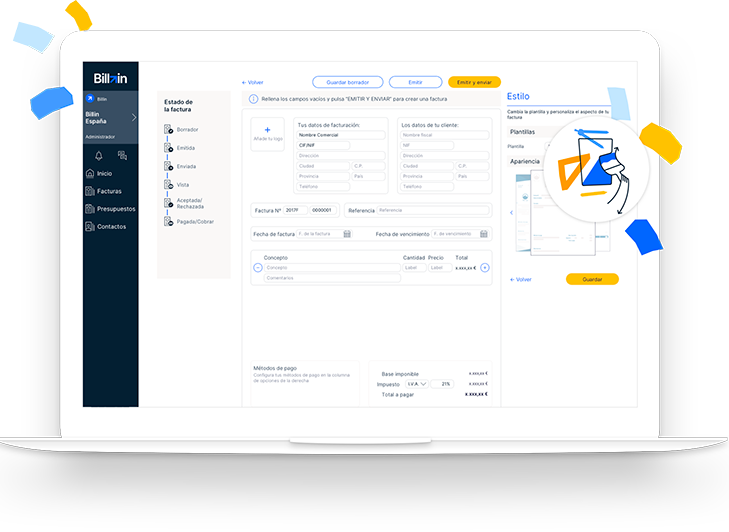 Billin
Billin
Billin
España
Administrador
Inicio
Facturas
Presupuestos
Contactos
Estado de
la factura
Borrador
Emitida
Enviada
Vista
Aceptada/
Rechazada
Pagada/Cobrar
← Volver
Guardar borrador
Emitir
Emitir y enviar
Rellena los campos vacios y pulsa "EMITIR Y ENVIAR" para crear una factura
+
Añade tu logo
Tus datos de facturación:
Nombre Comercial
CIF/NIF
Dirección
Ciudad C.P.
Provincia País
Teléfono
Los datos de tu cliente:
Nombre fiscal
NIF
Dirección
Ciudad C.P.
Provincia País
Teléfono
Factura Nº 2017F 0000001 Referencia Referencia
Fecha de factura F. de la factura Fecha de vencimiento F. de vencimiento
Concepto Cantidad Precio Total
Concepto Label Label x.xxx,xx €
Comentarios
Métodos de pago
Configura tus métodos de pago en la columna
de opciones de la derecha
Base imponible x.xxx,xx €
Impuesto I.V.A. 21% x.xxx,xx €
Total a pagar x.xxx,xx €
Estilo
Cambia la plantilla y personaliza el aspecto de tu
factura
Plantillas
Plantilla
Apariencia
← Volver
Guardar